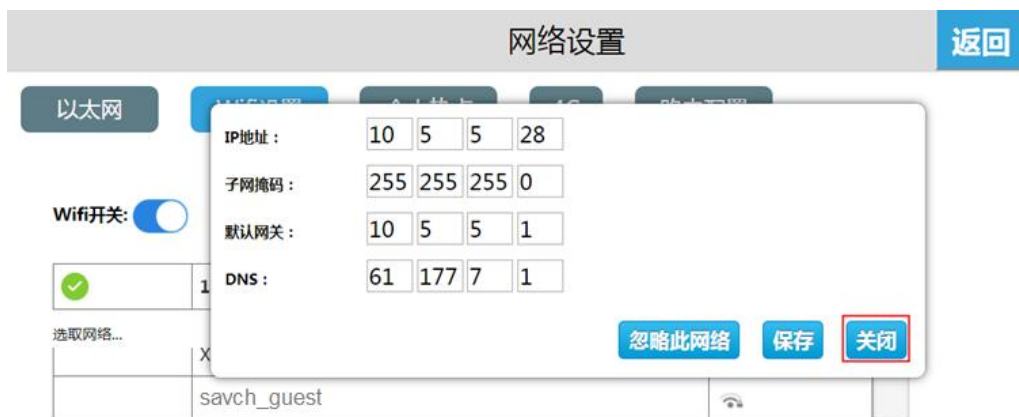 网络设置
返回
以太网
IP地址： 10 5 5 28
子网掩码： 255 255 255 0
Wifi开关:
默认网关： 10 5 5 1
1
DNS： 61 177 7 1
选取网络...
忽略此网络 保存 关闭
X
savch_guest